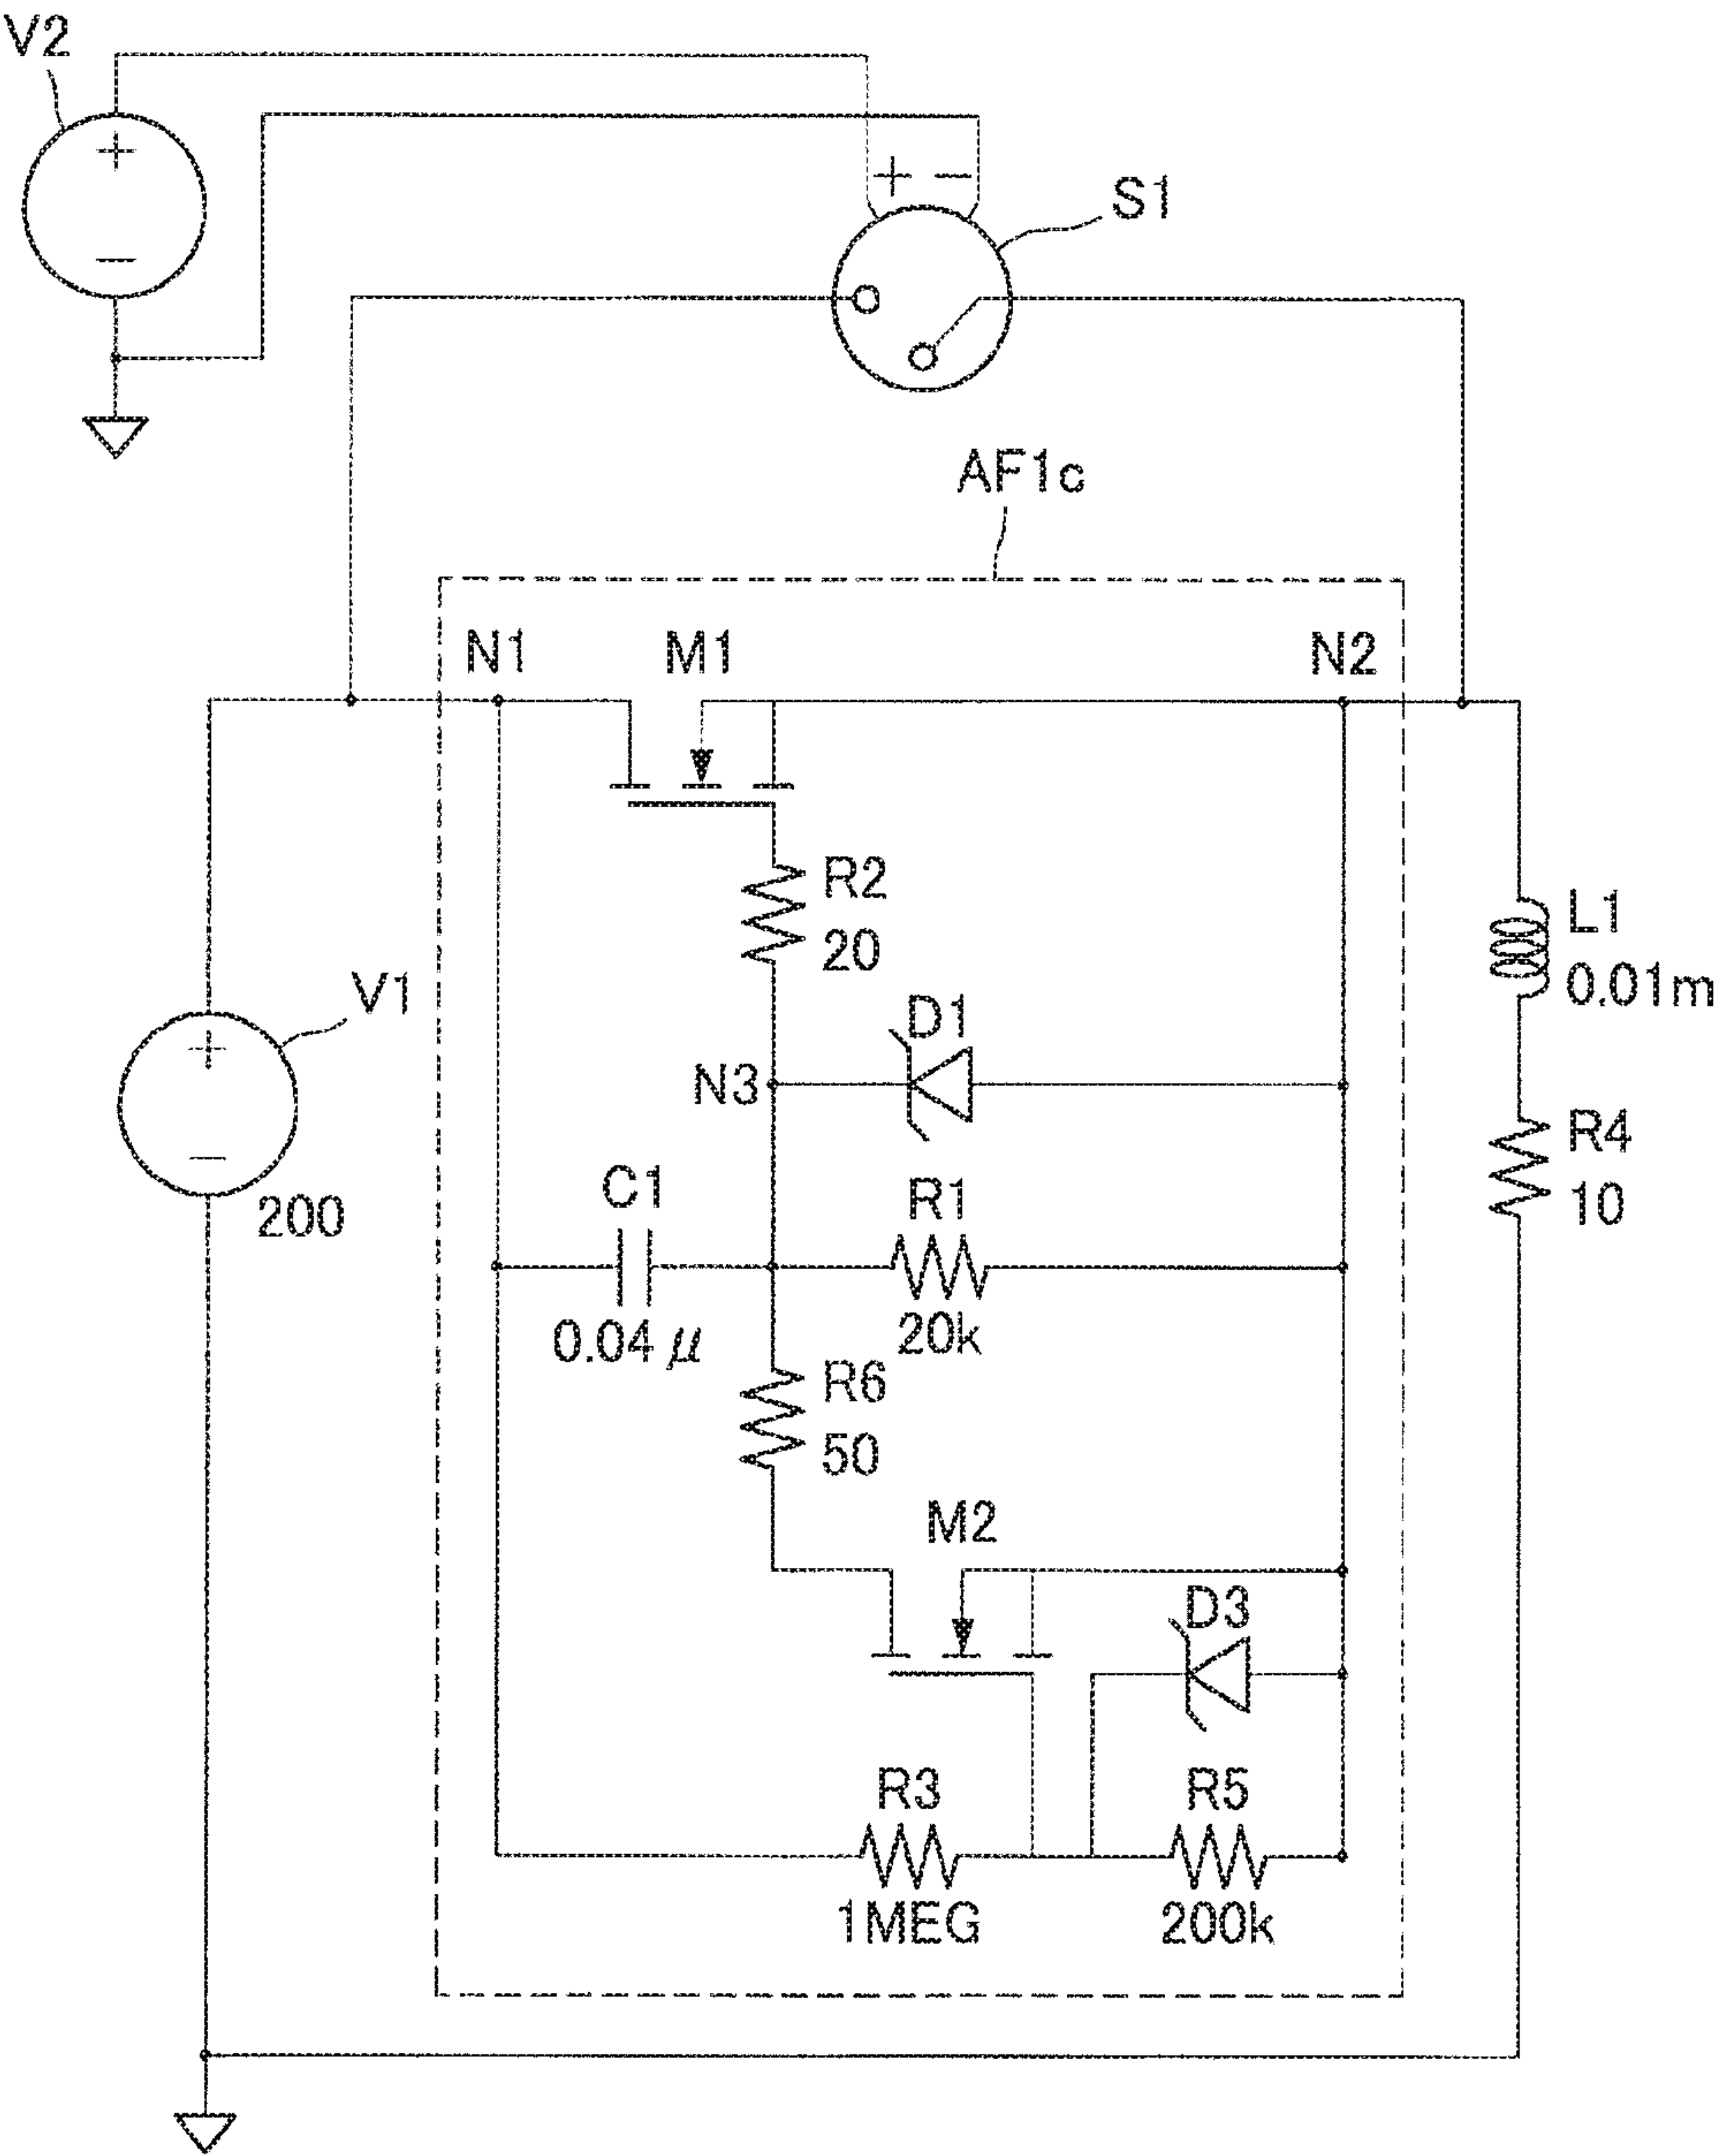 V2
+ −
S1
AF1c
N1
M1
N2
R2
20
L1
0.01m
V1
D1
N3
R4
10
200
C1
R1
0.04μ
20k
R6
50
M2
D3
R3
R5
1MEG
200k